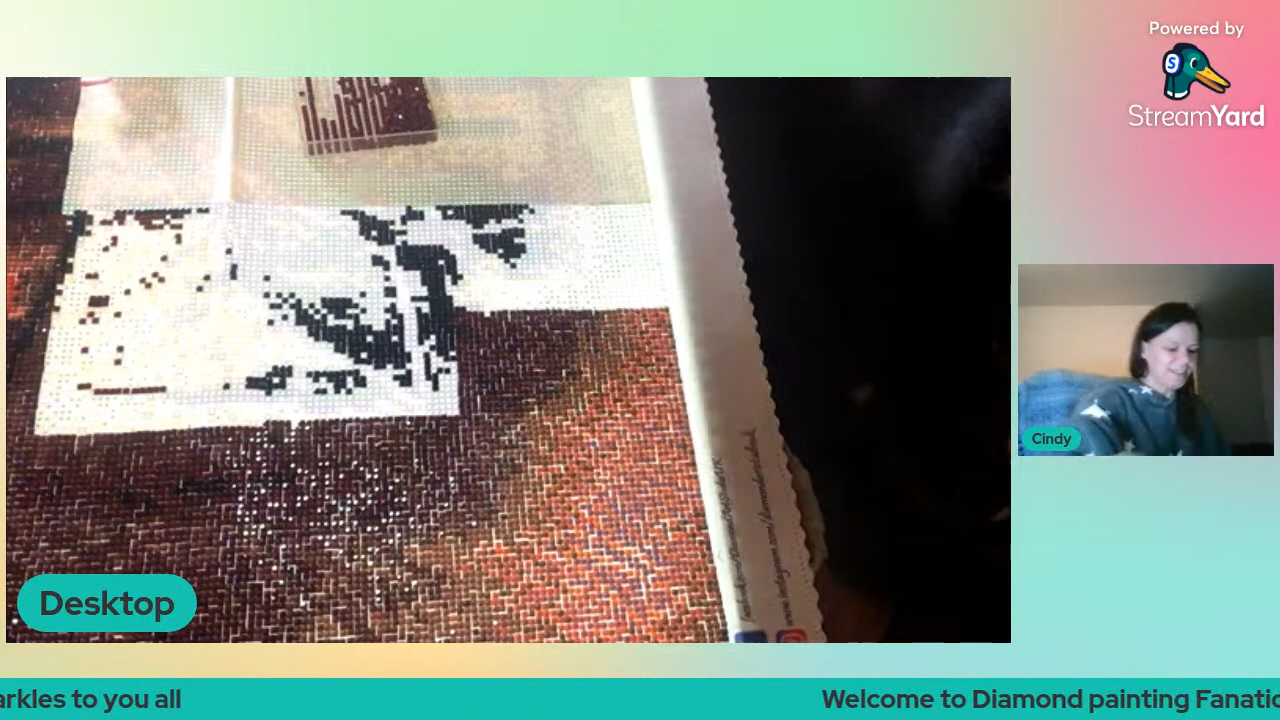 Powered by
StreamYard
Cindy
Desktop
arkles to you all
Welcome to Diamond painting Fanatic